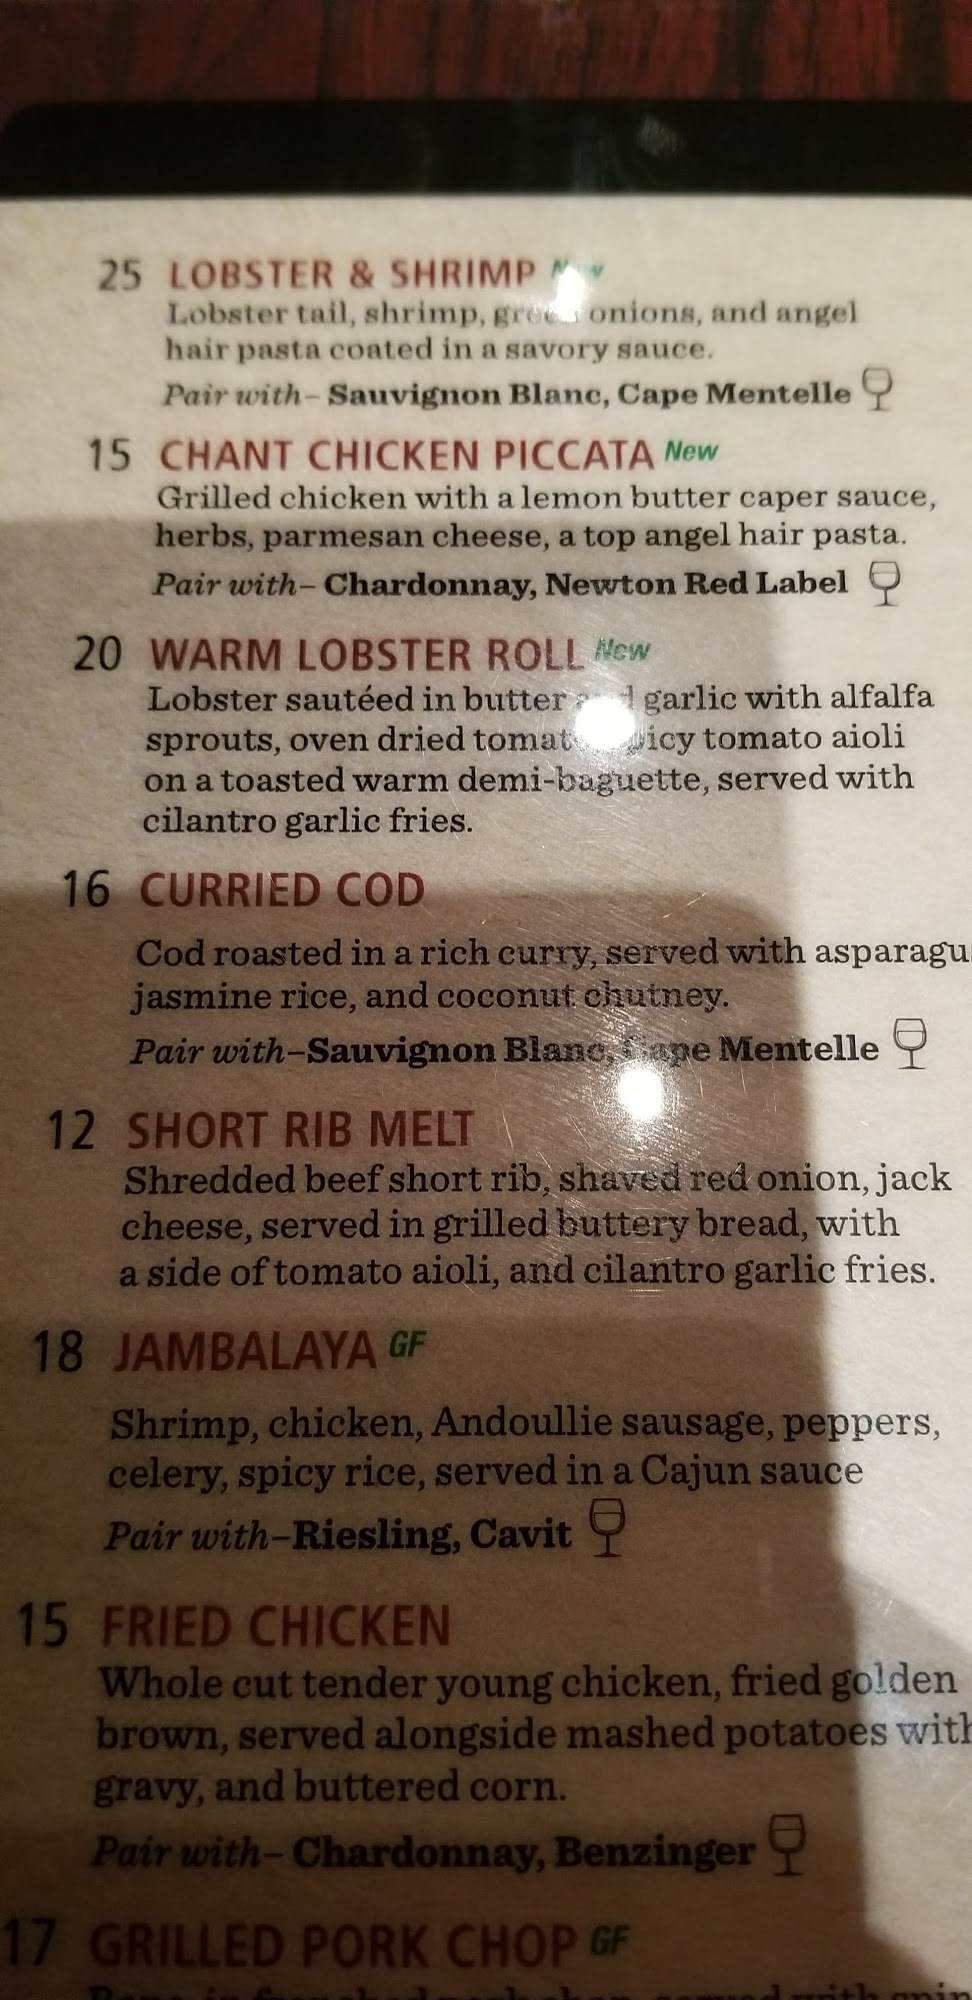 25 LOBSTER & SHRIMP New
Lobster tail, shrimp, green onions, and angel
hair pasta coated in a savory sauce.
Pair with– Sauvignon Blanc, Cape Mentelle
15 CHANT CHICKEN PICCATA New
Grilled chicken with a lemon butter caper sauce,
herbs, parmesan cheese, a top angel hair pasta.
Pair with– Chardonnay, Newton Red Label
20 WARM LOBSTER ROLL New
Lobster sautéed in butter and garlic with alfalfa
sprouts, oven dried tomato, spicy tomato aioli
on a toasted warm demi-baguette, served with
cilantro garlic fries.
16 CURRIED COD
Cod roasted in a rich curry, served with asparagu
jasmine rice, and coconut chutney.
Pair with–Sauvignon Blanc, Cape Mentelle
12 SHORT RIB MELT
Shredded beef short rib, shaved red onion, jack
cheese, served in grilled buttery bread, with
a side of tomato aioli, and cilantro garlic fries.
18 JAMBALAYA GF
Shrimp, chicken, Andoullie sausage, peppers,
celery, spicy rice, served in a Cajun sauce
Pair with–Riesling, Cavit
15 FRIED CHICKEN
Whole cut tender young chicken, fried golden
brown, served alongside mashed potatoes with
gravy, and buttered corn.
Pair with– Chardonnay, Benzinger
17 GRILLED PORK CHOP GF